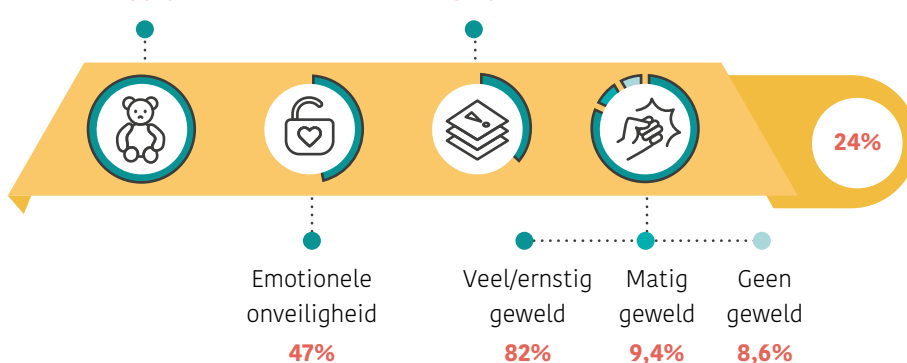 24%
Emotionele
onveiligheid
47%
Veel/ernstig
geweld
82%
Matig
geweld
9,4%
Geen
geweld
8,6%